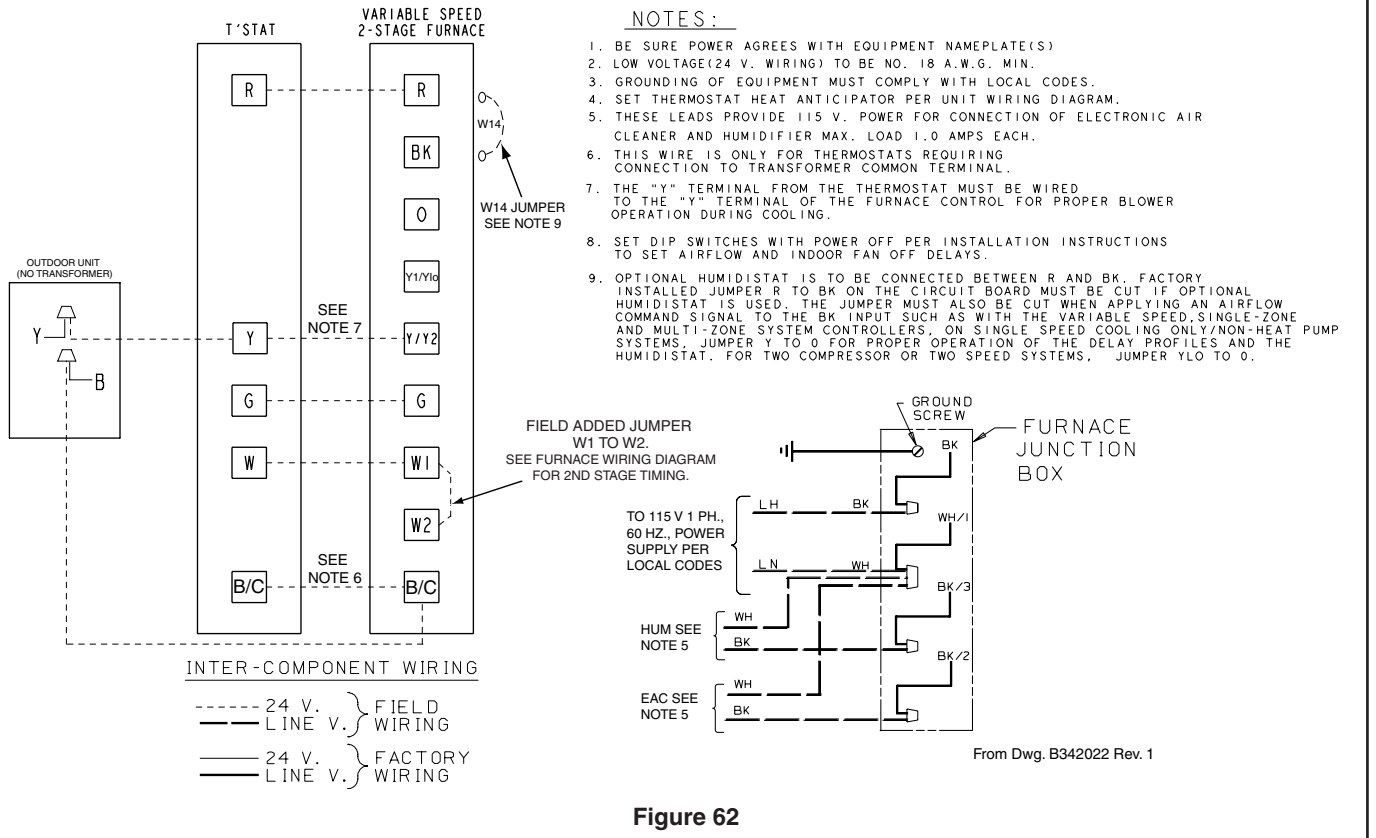 T'STAT
VARIABLE SPEED
2-STAGE FURNACE
R
R
W14
BK
O
W14 JUMPER
SEE NOTE 9
Y1/Ylo
OUTDOOR UNIT
(NO TRANSFORMER)
Y
B
SEE
NOTE 7
Y
Y/Y2
G
G
W
W1
FIELD ADDED JUMPER
W1 TO W2.
SEE FURNACE WIRING DIAGRAM
FOR 2ND STAGE TIMING.
W2
SEE
NOTE 6
B/C
B/C
INTER-COMPONENT WIRING
24 V.
LINE V.
FIELD
WIRING
24 V.
LINE V.
FACTORY
WIRING
NOTES:
1. BE SURE POWER AGREES WITH EQUIPMENT NAMEPLATE(S)
2. LOW VOLTAGE(24 V. WIRING) TO BE NO. 18 A.W.G. MIN.
3. GROUNDING OF EQUIPMENT MUST COMPLY WITH LOCAL CODES.
4. SET THERMOSTAT HEAT ANTICIPATOR PER UNIT WIRING DIAGRAM.
5. THESE LEADS PROVIDE 115 V. POWER FOR CONNECTION OF ELECTRONIC AIR
CLEANER AND HUMIDIFIER MAX. LOAD 1.0 AMPS EACH.
6. THIS WIRE IS ONLY FOR THERMOSTATS REQUIRING
CONNECTION TO TRANSFORMER COMMON TERMINAL.
7. THE "Y" TERMINAL FROM THE THERMOSTAT MUST BE WIRED
TO THE "Y" TERMINAL OF THE FURNACE CONTROL FOR PROPER BLOWER
OPERATION DURING COOLING.
8. SET DIP SWITCHES WITH POWER OFF PER INSTALLATION INSTRUCTIONS
TO SET AIRFLOW AND INDOOR FAN OFF DELAYS.
9. OPTIONAL HUMIDISTAT IS TO BE CONNECTED BETWEEN R AND BK. FACTORY
INSTALLED JUMPER R TO BK ON THE CIRCUIT BOARD MUST BE CUT IF OPTIONAL
HUMIDISTAT IS USED. THE JUMPER MUST ALSO BE CUT WHEN APPLYING AN AIRFLOW
COMMAND SIGNAL TO THE BK INPUT SUCH AS WITH THE VARIABLE SPEED,SINGLE-ZONE
AND MULTI-ZONE SYSTEM CONTROLLERS, ON SINGLE SPEED COOLING ONLY/NON-HEAT PUMP
SYSTEMS, JUMPER Y TO O FOR PROPER OPERATION OF THE DELAY PROFILES AND THE
HUMIDISTAT. FOR TWO COMPRESSOR OR TWO SPEED SYSTEMS, JUMPER YLO TO O.
GROUND
SCREW
FURNACE
JUNCTION
BOX
BK
TO 115 V 1 PH.,
60 HZ., POWER
SUPPLY PER
LOCAL CODES
LH
BK
WH/1
LN
WH
BK/3
HUM SEE
NOTE 5
WH
BK
BK/2
EAC SEE
NOTE 5
WH
BK
From Dwg. B342022 Rev. 1
Figure 62